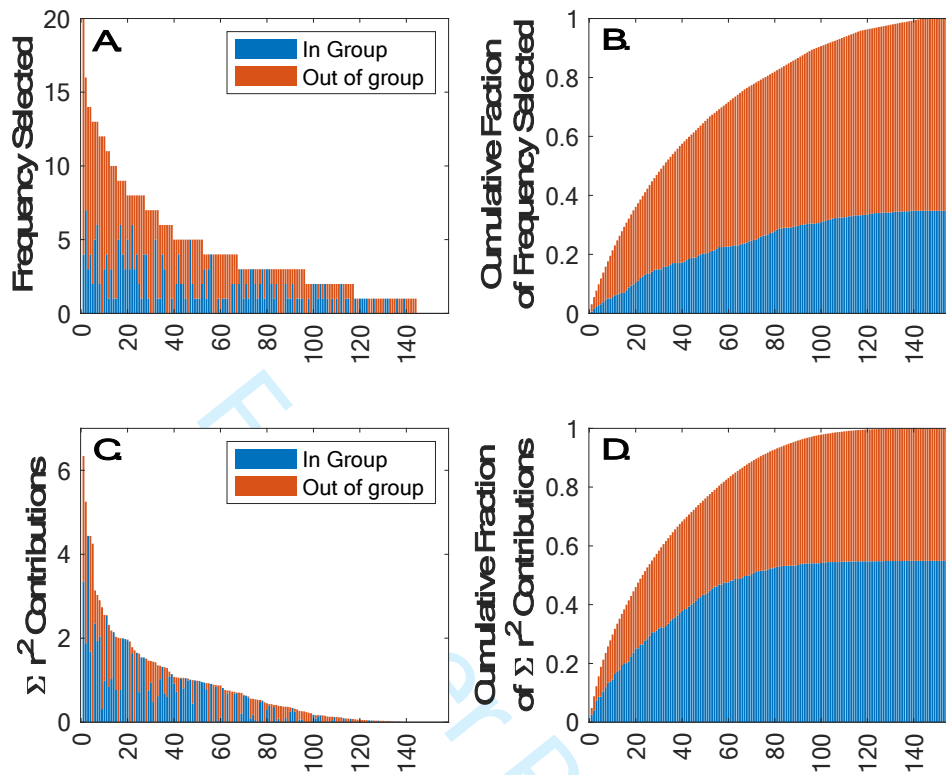 A.
In Group
Out of group
Frequency Selected
20
15
10
5
0
0 20 40 60 80 100 120 140
B.
Cumulative Faction
of Frequency Selected
1
0.8
0.6
0.4
0.2
0
0 20 40 60 80 100 120 140
C.
In Group
Out of group
Σ r² Contributions
6
4
2
0
0 20 40 60 80 100 120 140
D.
Cumulative Fraction
of Σ r² Contributions
1
0.8
0.6
0.4
0.2
0
0 20 40 60 80 100 120 140